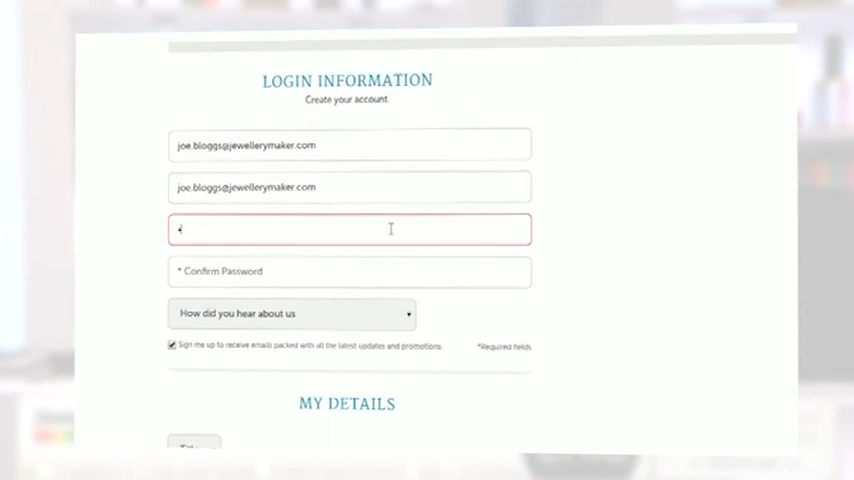 LOGIN INFORMATION
Create your account.
joe.bloggs@jewellerymaker.com
joe.bloggs@jewellerymaker.com
* Confirm Password
How did you hear about us
Sign me up to receive emails packed with all the latest updates and promotions.
*Required fields
MY DETAILS